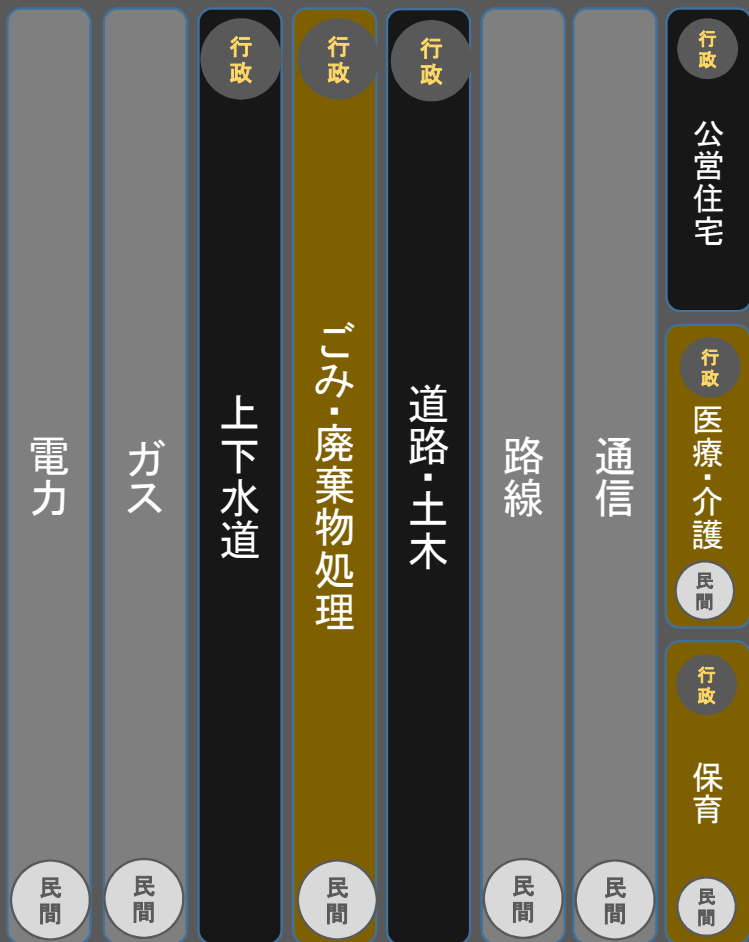 電力
民間
ガス
民間
行政
上下水道
行政
ごみ・廃棄物処理
民間
行政
道路・土木
路線
民間
通信
民間
行政
公営住宅
行政
医療・介護
民間
行政
保育
民間